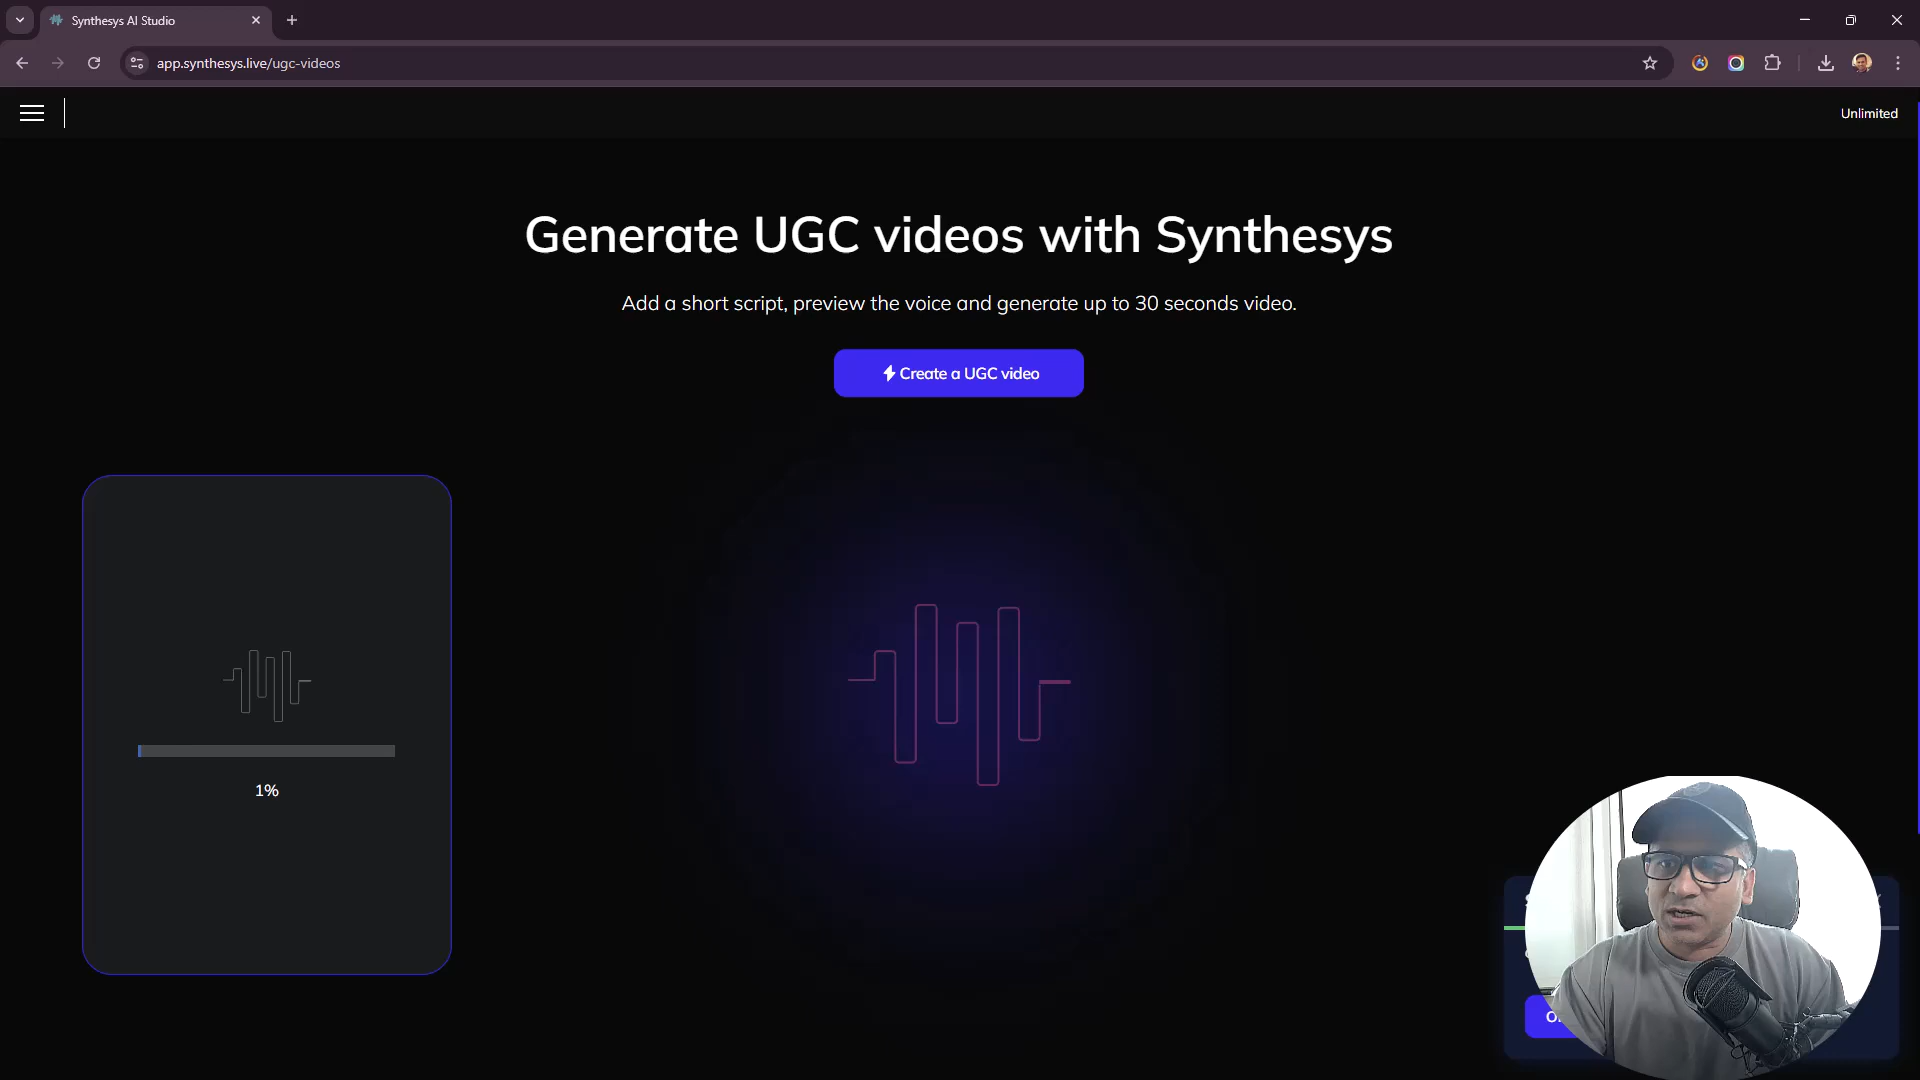 Synthesys AI Studio
app.synthesys.live/ugc-videos
Unlimited
Generate UGC videos with Synthesys
Add a short script, preview the voice and generate up to 30 seconds video.
Create a UGC video
1%